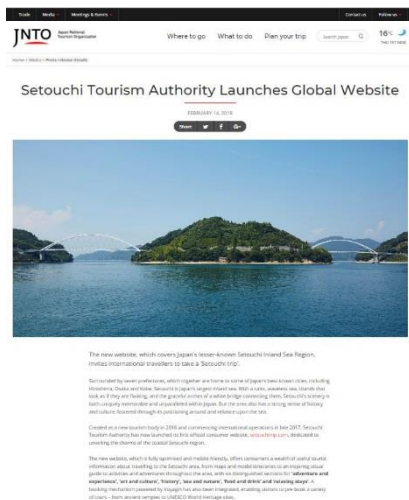 Trade Media Meetings & Events Contact us Follow us
JNTO Japan National Tourism Organization Where to go What to do Plan your trip Search Japan 16°C
Home > Media > Press releases details
Setouchi Tourism Authority Launches Global Website
FEBRUARY 14, 2018
Share f G+
The new website, which covers Japan's lesser-known Setouchi Inland Sea Region,
invites international travellers to take a 'Setouchi trip'.
Surrounded by seven prefectures, which together are home to some of Japan's best known cities, including
Hiroshima, Osaka and Kobe, Setouchi is Japan's largest inland sea. With a calm, waveless sea, islands that
look as if they are floating, and the graceful arches of a white bridge connecting them, Setouchi's scenery is
both uniquely memorable and unparalleled within Japan. But the area also has a strong sense of history
and culture, fostered through its positioning around and reliance upon the sea.
Created as a new tourism body in 2016 and commencing international operations in late 2017, Setouchi
Tourism Authority has now launched its first official consumer website, setouchitrip.com, dedicated to
unveiling the charms of the coastal Setouchi region.
The new website, which is fully optimised and mobile-friendly, offers consumers a wealth of useful tourist
information about travelling to the Setouchi area, from maps and model itineraries to an inspiring visual
guide to activities and adventures throughout the area, with six distinguished sections for 'adventure and
experience', 'art and culture', 'history', 'sea and nature', 'food and drink' and 'relaxing stays'. A
booking mechanism powered by Voyagin has also been integrated, enabling visitors to pre-book a variety
of tours – from ancient temples to UNESCO World Heritage sites.